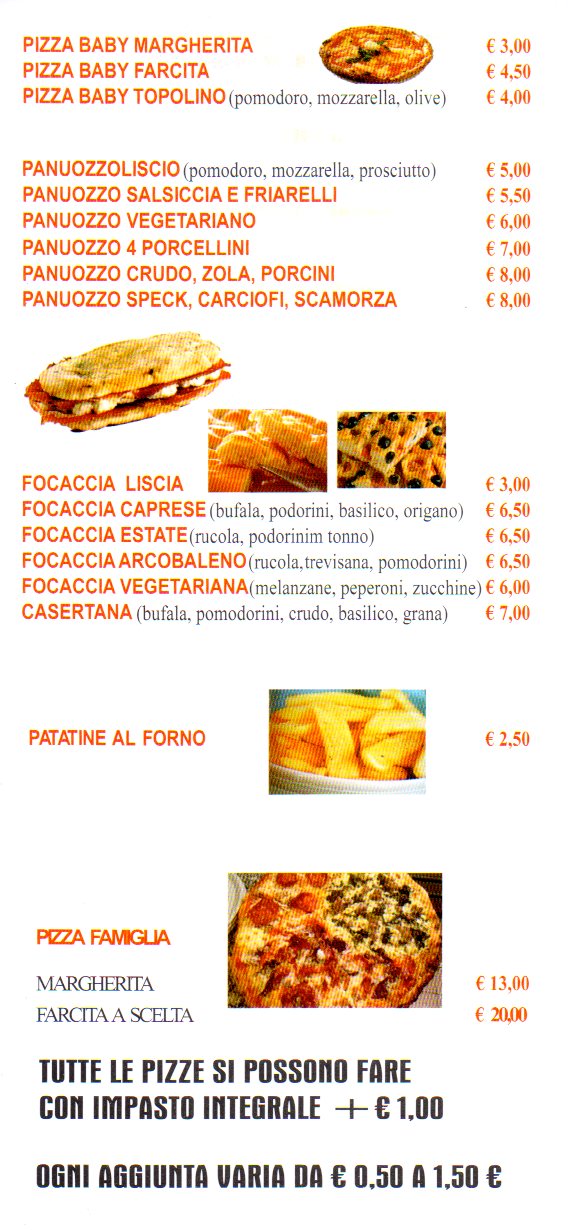 PIZZA BABY MARGHERITA € 3,00
PIZZA BABY FARCITA € 4,50
PIZZA BABY TOPOLINO (pomodoro, mozzarella, olive) € 4,00
PANUOZZOLISCIO (pomodoro, mozzarella, prosciutto) € 5,00
PANUOZZO SALSICCIA E FRIARELLI € 5,50
PANUOZZO VEGETARIANO € 6,00
PANUOZZO 4 PORCELLINI € 7,00
PANUOZZO CRUDO, ZOLA, PORCINI € 8,00
PANUOZZO SPECK, CARCIOFI, SCAMORZA € 8,00
FOCACCIA LISCIA € 3,00
FOCACCIA CAPRESE (bufala, podorini, basilico, origano) € 6,50
FOCACCIA ESTATE (rucola, podorinim tonno) € 6,50
FOCACCIA ARCOBALENO (rucola,trevisana, pomodorini) € 6,50
FOCACCIA VEGETARIANA (melanzane, peperoni, zucchine) € 6,00
CASERTANA (bufala, pomodorini, crudo, basilico, grana) € 7,00
PATATINE AL FORNO € 2,50
PIZZA FAMIGLIA
MARGHERITA € 13,00
FARCITA A SCELTA € 20,00
TUTTE LE PIZZE SI POSSONO FARE
CON IMPASTO INTEGRALE + € 1,00
OGNI AGGIUNTA VARIA DA € 0,50 A 1,50 €